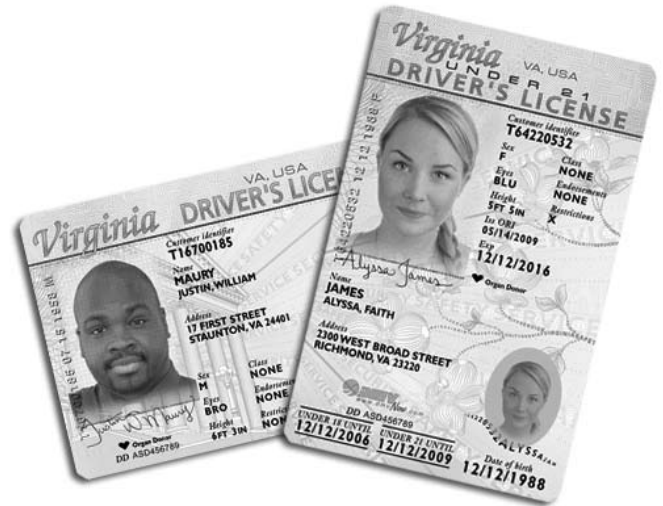 Virginia VA, USA
DRIVER'S LICE
Customer identifier
T16700185
Name
MAURY
JUSTIN, WILLIAM
Address
17 FIRST STREET
STAUNTON, VA 24401
Sex
M
Class
NONE
Eyes
BRO
NONE
Height
6FT 3IN
Organ Donor
DD ASD456789
Virginia VA, USA
UNDER 21
DRIVER'S LICENSE
Customer identifier
T64220532
Sex
F
Class
NONE
Eyes
BLU
Endorsements
NONE
Height
5FT 5IN
Restrictions
X
Iss ORI
05/14/2009
Exp
12/12/2016
Alyssa James
Organ Donor
Name
JAMES
ALYSSA, FAITH
Address
2300 WEST BROAD STREET
RICHMOND, VA 23220
DD ASD456789
UNDER 18 UNTIL
12/12/2006
UNDER 21 UNTIL
12/12/2009
Date of birth
12/12/1988